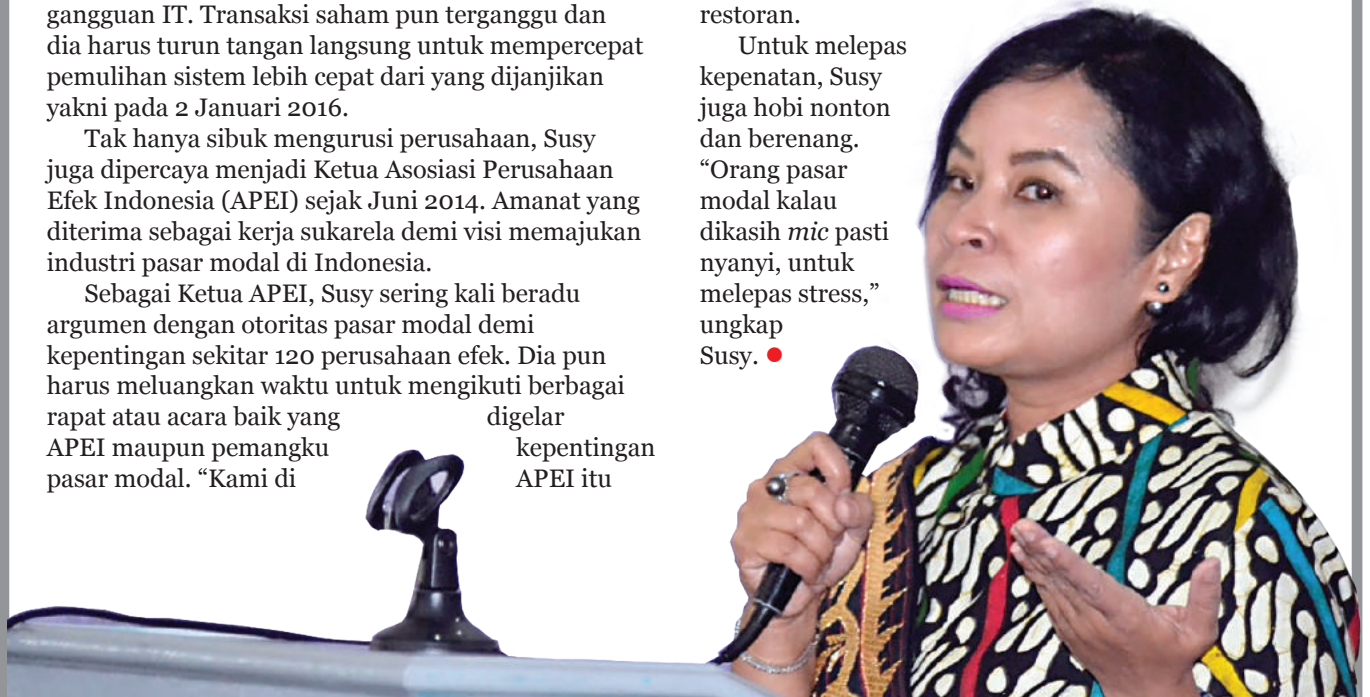 gangguan IT. Transaksi saham pun terganggu dan
dia harus turun tangan langsung untuk mempercepat
pemulihan sistem lebih cepat dari yang dijanjikan
yakni pada 2 Januari 2016.
Tak hanya sibuk mengurusi perusahaan, Susy
juga dipercaya menjadi Ketua Asosiasi Perusahaan
Efek Indonesia (APEI) sejak Juni 2014. Amanat yang
diterima sebagai kerja sukarela demi visi memajukan
industri pasar modal di Indonesia.
Sebagai Ketua APEI, Susy sering kali beradu
argumen dengan otoritas pasar modal demi
kepentingan sekitar 120 perusahaan efek. Dia pun
harus meluangkan waktu untuk mengikuti berbagai
rapat atau acara baik yang digelar
APEI maupun pemangku kepentingan
pasar modal. “Kami di APEI itu
restoran.
Untuk melepas
kepenatan, Susy
juga hobi nonton
dan berenang.
“Orang pasar
modal kalau
dikasih mic pasti
nyanyi, untuk
melepas stress,”
ungkap
Susy.